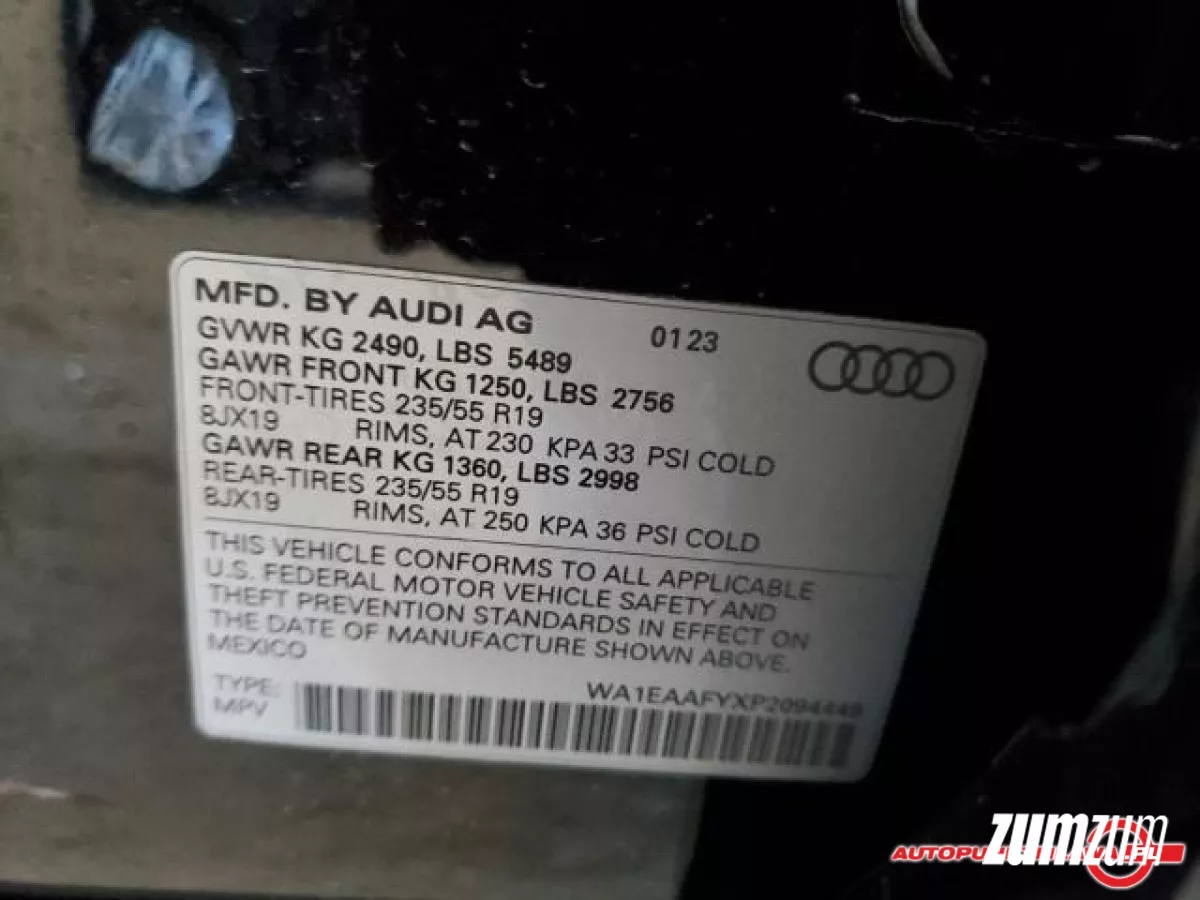 MFD. BY AUDI AG 0123
GVWR KG 2490, LBS 5489
GAWR FRONT KG 1250, LBS 2756
FRONT-TIRES 235/55 R19
8JX19 RIMS, AT 230 KPA 33 PSI COLD
GAWR REAR KG 1360, LBS 2998
REAR-TIRES 235/55 R19
8JX19 RIMS, AT 250 KPA 36 PSI COLD
THIS VEHICLE CONFORMS TO ALL APPLICABLE
U.S. FEDERAL MOTOR VEHICLE SAFETY AND
THEFT PREVENTION STANDARDS IN EFFECT ON
THE DATE OF MANUFACTURE SHOWN ABOVE.
MEXICO
WA1EAAFYXP2094449
TYPE:
MPV
zumzum